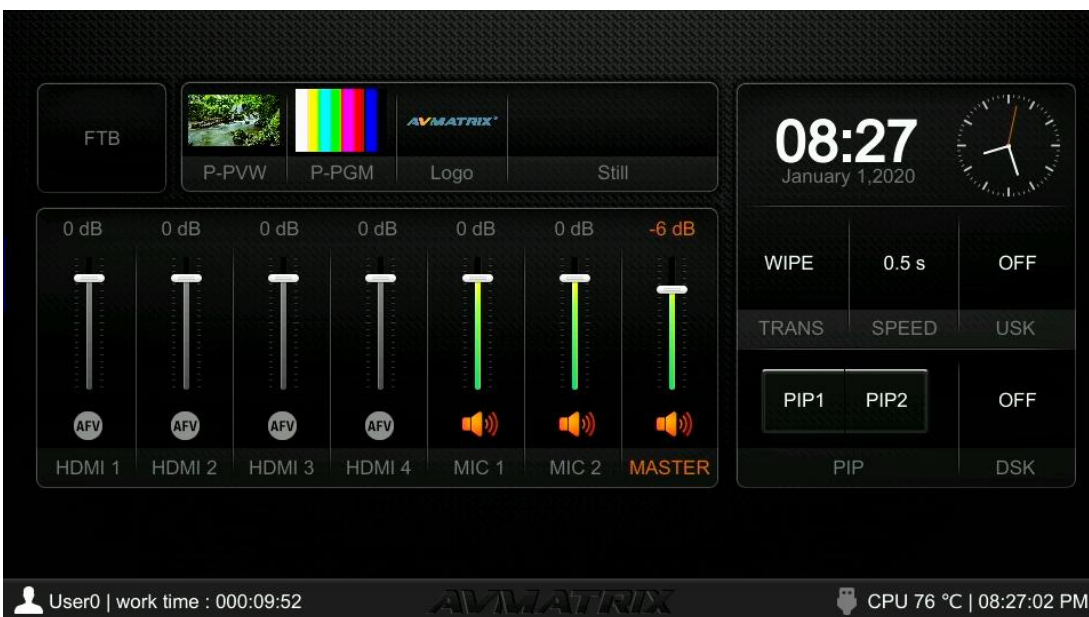 FTB
AVMATRIX
P-PVW P-PGM Logo Still
08:27
January 1,2020
0 dB 0 dB 0 dB 0 dB 0 dB 0 dB -6 dB
AFV AFV AFV AFV
HDMI 1 HDMI 2 HDMI 3 HDMI 4 MIC 1 MIC 2 MASTER
WIPE 0.5 s OFF
TRANS SPEED USK
PIP1 PIP2 OFF
PIP DSK
User0 | work time : 000:09:52
AVMATRIX
CPU 76 ℃ | 08:27:02 PM